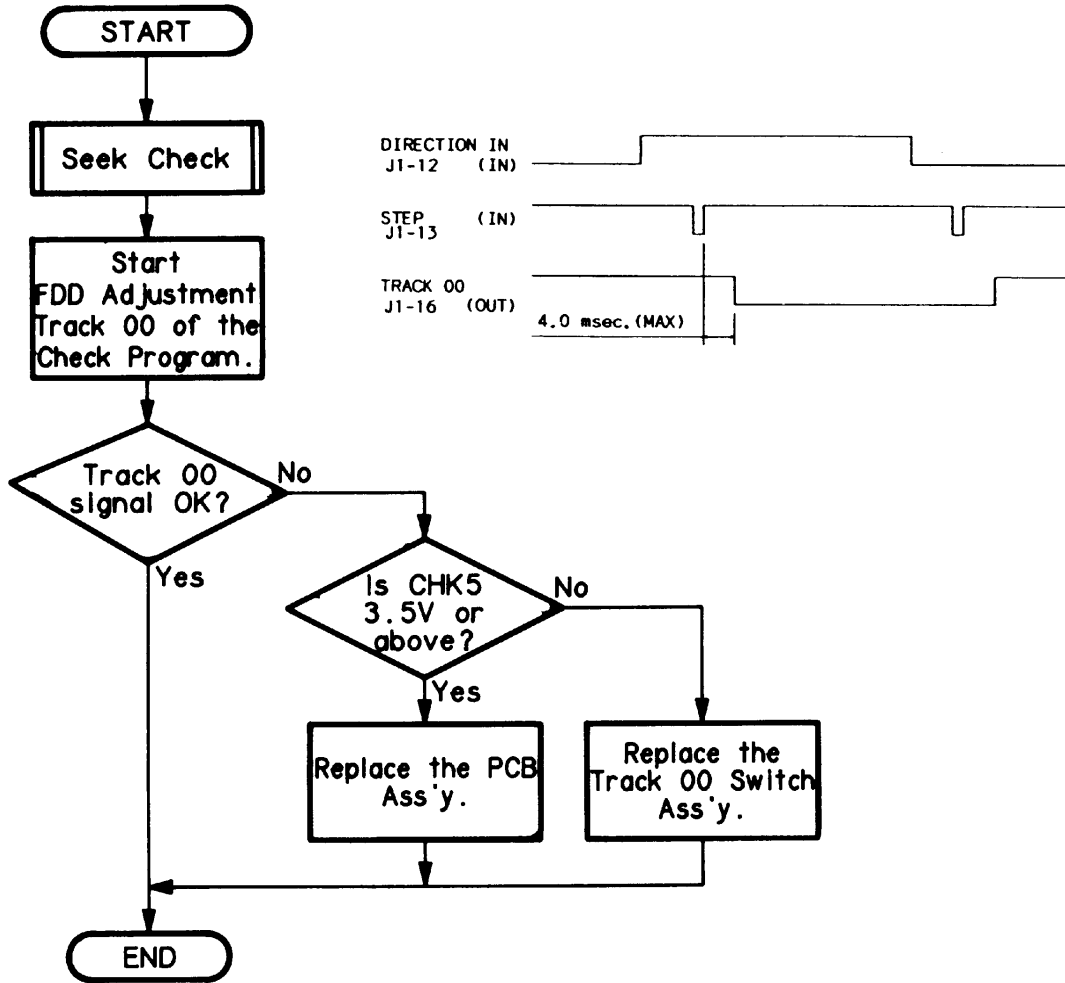 START
Seek Check
Start
FDD Adjustment
Track 00 of the
Check Program.
Track 00
signal OK?
No
Yes
Is CHK5
3.5V or
above?
No
Yes
Replace the PCB
Ass'y.
Replace the
Track 00 Switch
Ass'y.
END
DIRECTION IN
J1-12 (IN)
STEP (IN)
J1-13
TRACK 00
J1-16 (OUT)
4.0 msec.(MAX)